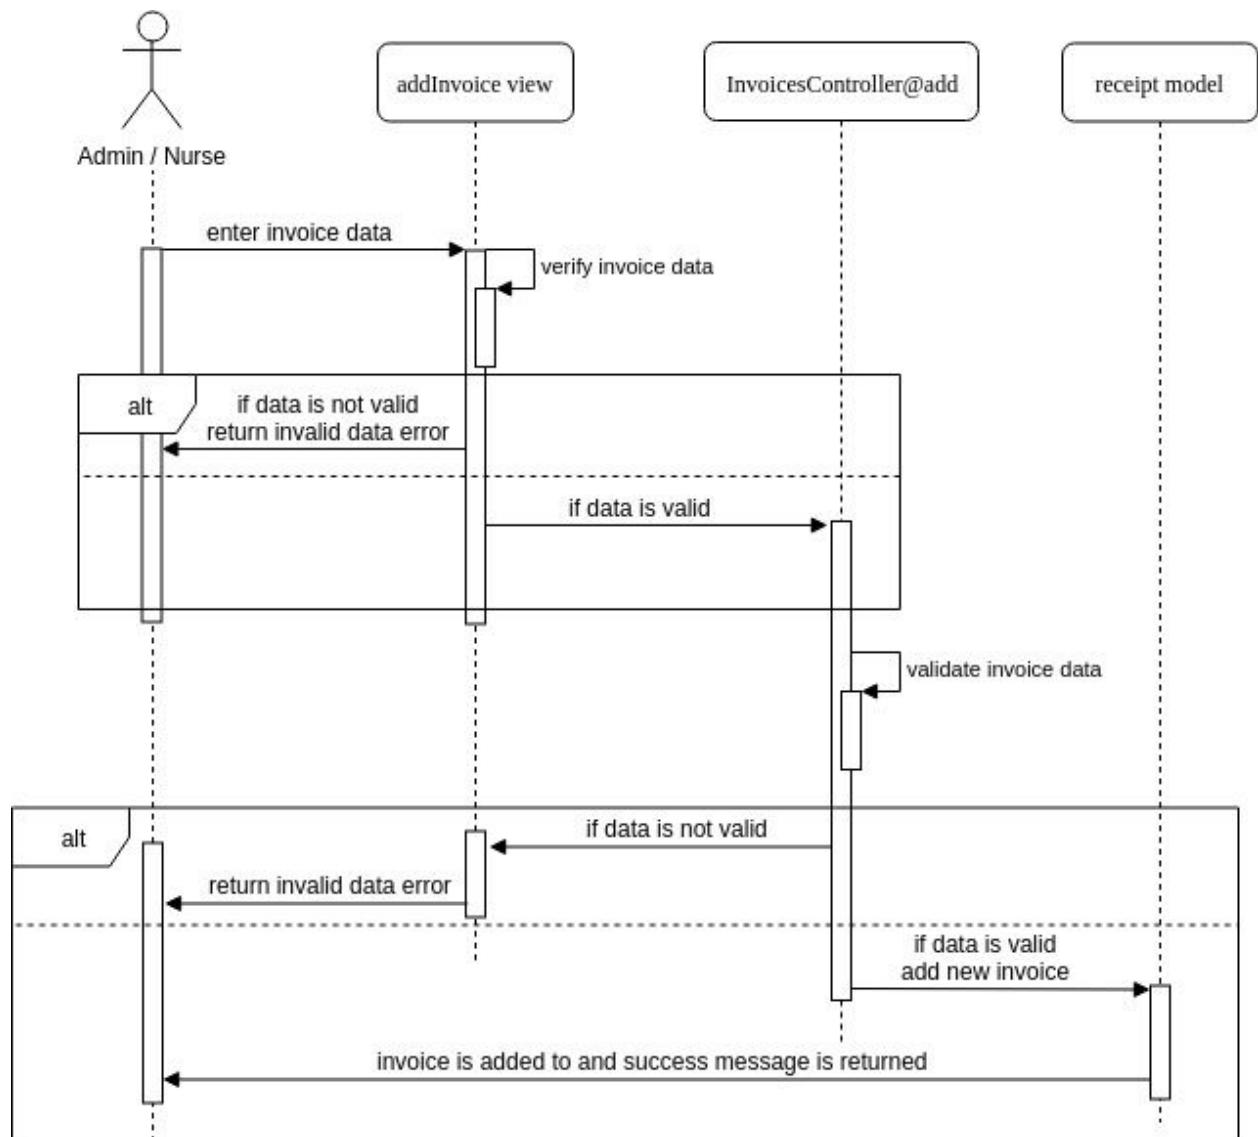 addInvoice view
InvoicesController@add
receipt model
Admin / Nurse
enter invoice data
verify invoice data
alt
if data is not valid
return invalid data error
if data is valid
validate invoice data
alt
if data is not valid
return invalid data error
if data is valid
add new invoice
invoice is added to and success message is returned